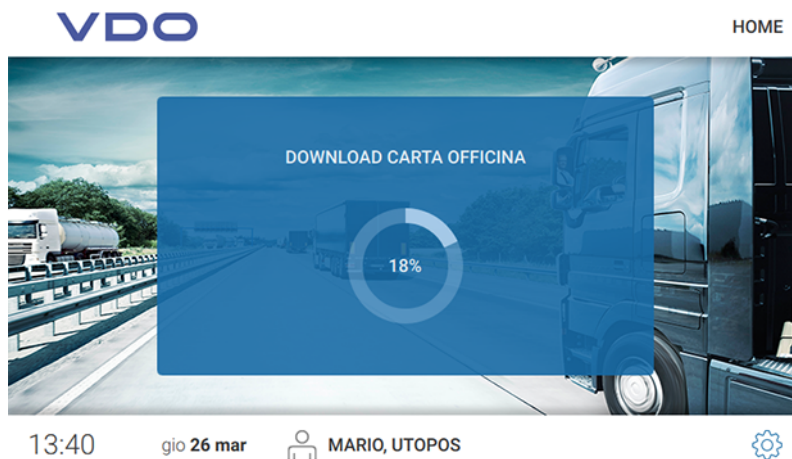 VDO
HOME
DOWNLOAD CARTA OFFICINA
18%
13:40 gio 26 mar MARIO, UTOPOS